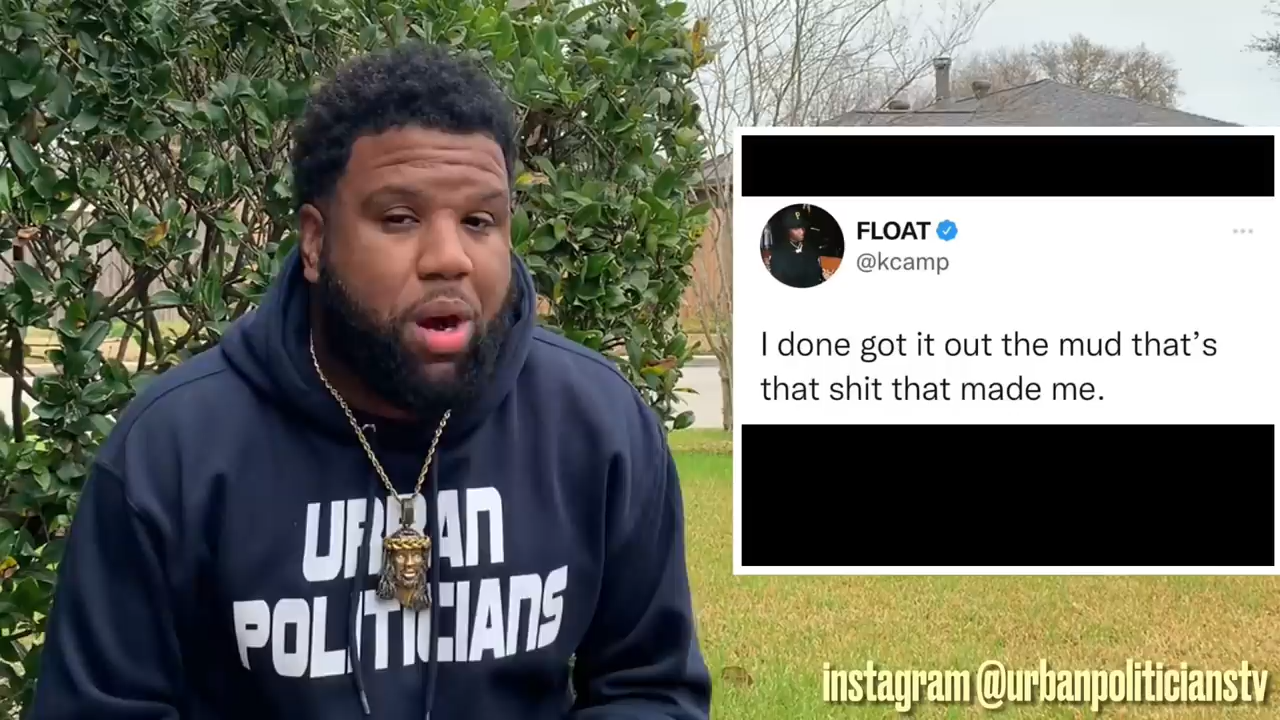 URBAN
POLITICIANS
FLOAT
@kcamp
I done got it out the mud that’s
that shit that made me.
instagram @urbanpoliticianstv